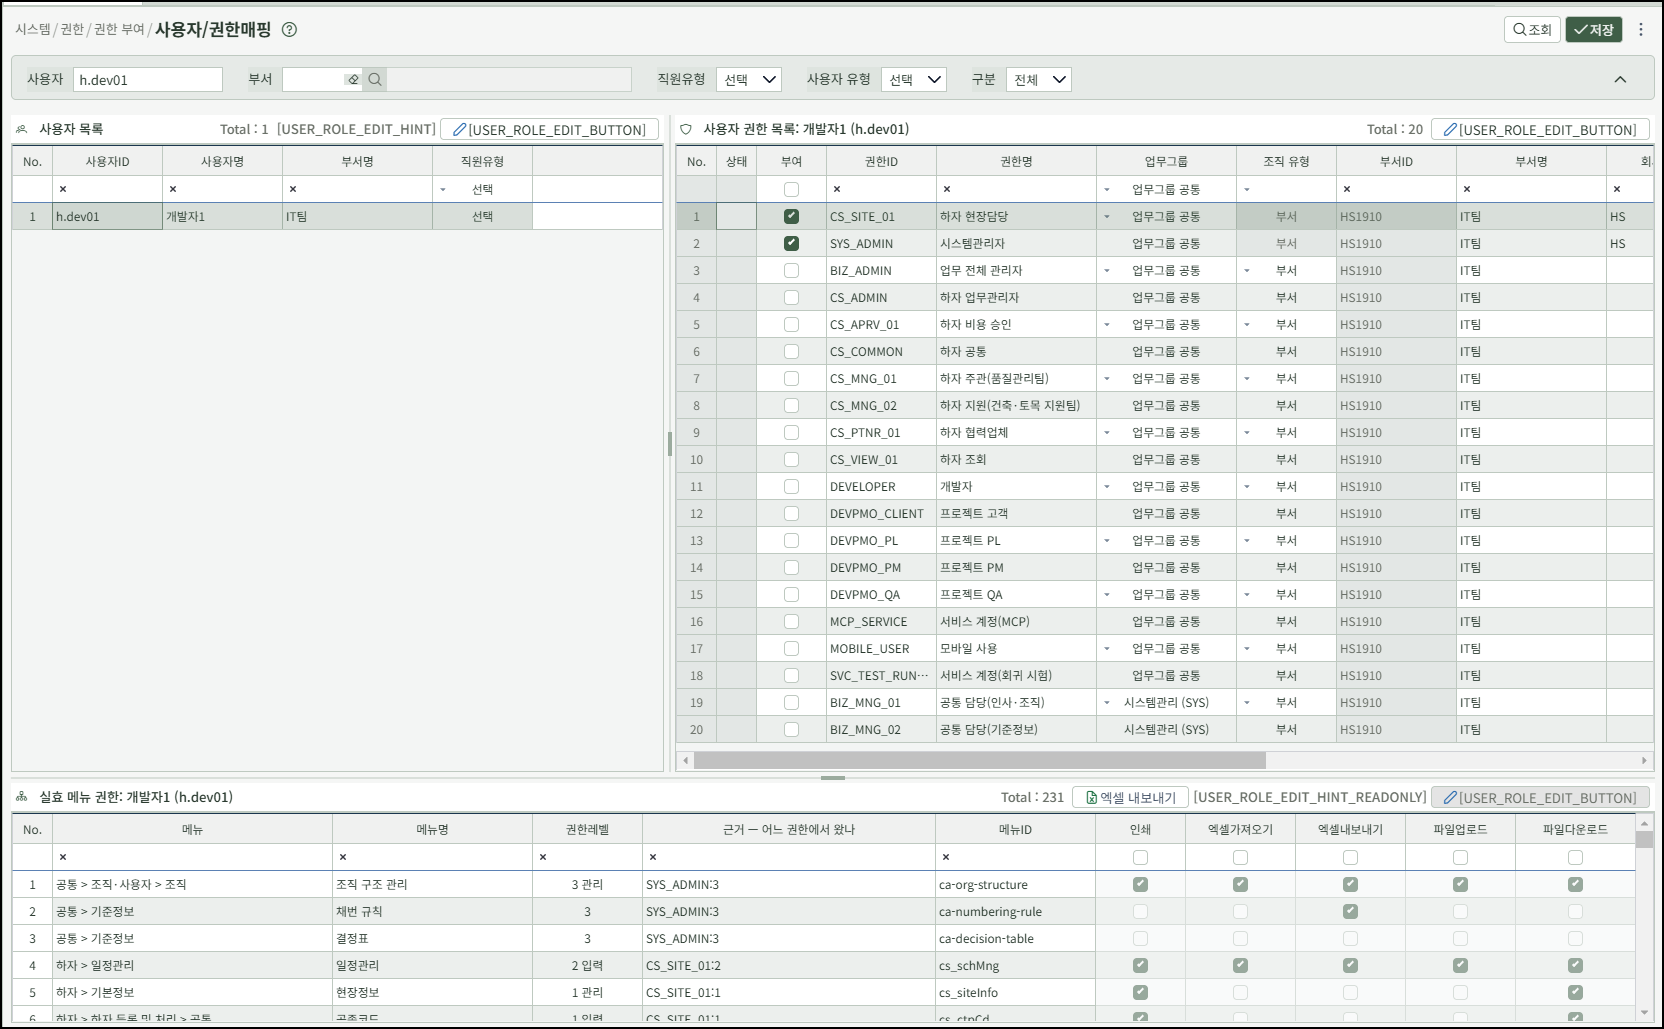 시스템 / 권한 / 권한 부여 / 사용자/권한매핑 ?
조회 저장
사용자 h.dev01 부서 직원유형 선택 사용자 유형 선택 구분 전체
사용자 목록 Total : 1 [USER_ROLE_EDIT_HINT] [USER_ROLE_EDIT_BUTTON]
No. 사용자ID 사용자명 부서명 직원유형
선택
1 h.dev01 개발자1 IT팀 선택
사용자 권한 목록: 개발자1 (h.dev01) Total : 20 [USER_ROLE_EDIT_BUTTON]
No. 상태 부여 권한ID 권한명 업무그룹 조직 유형 부서ID 부서명
업무그룹 공통
1 CS_SITE_01 하자 현장담당 업무그룹 공통 부서 HS1910 IT팀 HS
2 SYS_ADMIN 시스템관리자 업무그룹 공통 부서 HS1910 IT팀 HS
3 BIZ_ADMIN 업무 전체 관리자 업무그룹 공통 부서 HS1910 IT팀
4 CS_ADMIN 하자 업무관리자 업무그룹 공통 부서 HS1910 IT팀
5 CS_APRV_01 하자 비용 승인 업무그룹 공통 부서 HS1910 IT팀
6 CS_COMMON 하자 공통 업무그룹 공통 부서 HS1910 IT팀
7 CS_MNG_01 하자 주관(품질관리팀) 업무그룹 공통 부서 HS1910 IT팀
8 CS_MNG_02 하자 지원(건축·토목 지원팀) 업무그룹 공통 부서 HS1910 IT팀
9 CS_PTNR_01 하자 협력업체 업무그룹 공통 부서 HS1910 IT팀
10 CS_VIEW_01 하자 조회 업무그룹 공통 부서 HS1910 IT팀
11 DEVELOPER 개발자 업무그룹 공통 부서 HS1910 IT팀
12 DEVPMO_CLIENT 프로젝트 고객 업무그룹 공통 부서 HS1910 IT팀
13 DEVPMO_PL 프로젝트 PL 업무그룹 공통 부서 HS1910 IT팀
14 DEVPMO_PM 프로젝트 PM 업무그룹 공통 부서 HS1910 IT팀
15 DEVPMO_QA 프로젝트 QA 업무그룹 공통 부서 HS1910 IT팀
16 MCP_SERVICE 서비스 계정(MCP) 업무그룹 공통 부서 HS1910 IT팀
17 MOBILE_USER 모바일 사용 업무그룹 공통 부서 HS1910 IT팀
18 SVC_TEST_RUN··· 서비스 계정(회귀 시험) 업무그룹 공통 부서 HS1910 IT팀
19 BIZ_MNG_01 공통 담당(인사·조직) 시스템관리 (SYS) 부서 HS1910 IT팀
20 BIZ_MNG_02 공통 담당(기준정보) 시스템관리 (SYS) 부서 HS1910 IT팀
실효 메뉴 권한: 개발자1 (h.dev01) Total : 231 엑셀 내보내기 [USER_ROLE_EDIT_HINT_READONLY] [USER_ROLE_EDIT_BUTTON]
No. 메뉴 메뉴명 권한레벨 근거 — 어느 권한에서 왔나 메뉴ID 인쇄 엑셀가져오기 엑셀내보내기 파일업로드 파일다운로드
1 공통 > 조직·사용자 > 조직 조직 구조 관리 3 관리 SYS_ADMIN:3 ca-org-structure
2 공통 > 기준정보 채번 규칙 3 SYS_ADMIN:3 ca-numbering-rule
3 공통 > 기준정보 결정표 3 SYS_ADMIN:3 ca-decision-table
4 하자 > 일정관리 일정관리 2 입력 CS_SITE_01:2 cs_schMng
5 하자 > 기본정보 현장정보 1 관리 CS_SITE_01:1 cs_siteInfo
6 하자 > 하자 등록 및 처리 > 공통 공종코드 1 입력 CS_SITE_01:1 cs_ctpCd